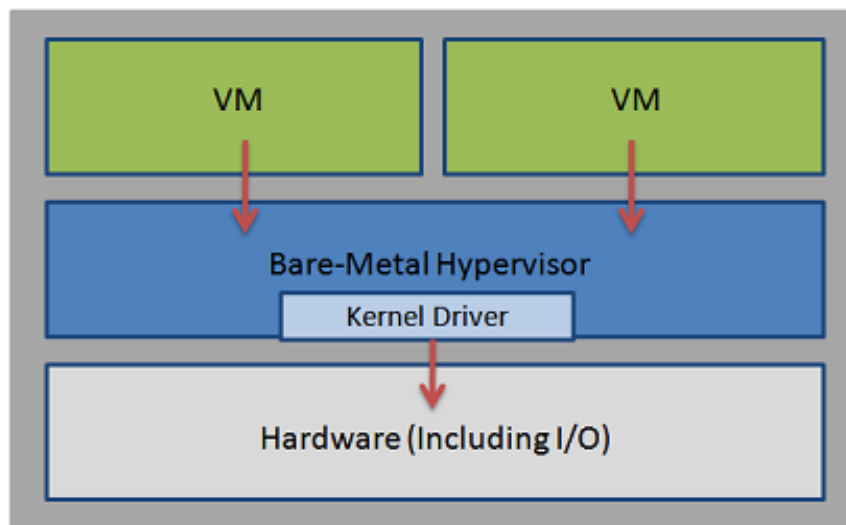 VM
VM
Bare-Metal Hypervisor
Kernel Driver
Hardware (Including I/O)